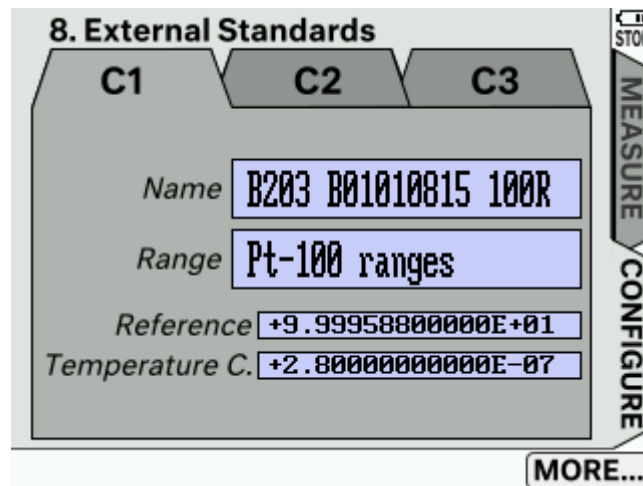 8. External Standards
C1
C2
C3
Name
B203 B01010815 100R
Range
Pt-100 ranges
Reference
+9.99958800000E+01
Temperature C.
+2.80000000000E-07
MEASURE
CONFIGURE
MORE...